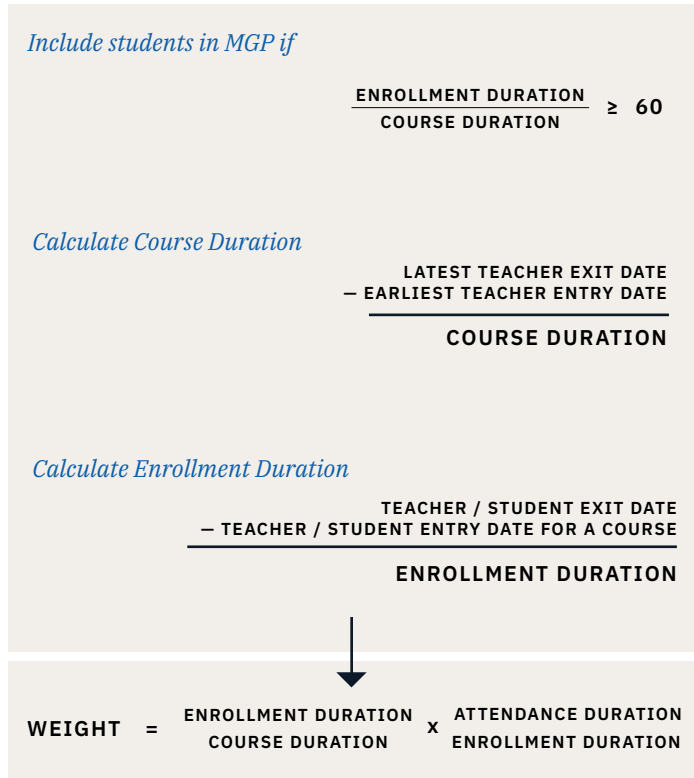 Include students in MGP if
ENROLLMENT DURATION
COURSE DURATION
≥ 60
Calculate Course Duration
LATEST TEACHER EXIT DATE
— EARLIEST TEACHER ENTRY DATE
COURSE DURATION
Calculate Enrollment Duration
TEACHER / STUDENT EXIT DATE
— TEACHER / STUDENT ENTRY DATE FOR A COURSE
ENROLLMENT DURATION
WEIGHT =
ENROLLMENT DURATION
COURSE DURATION
x
ATTENDANCE DURATION
ENROLLMENT DURATION